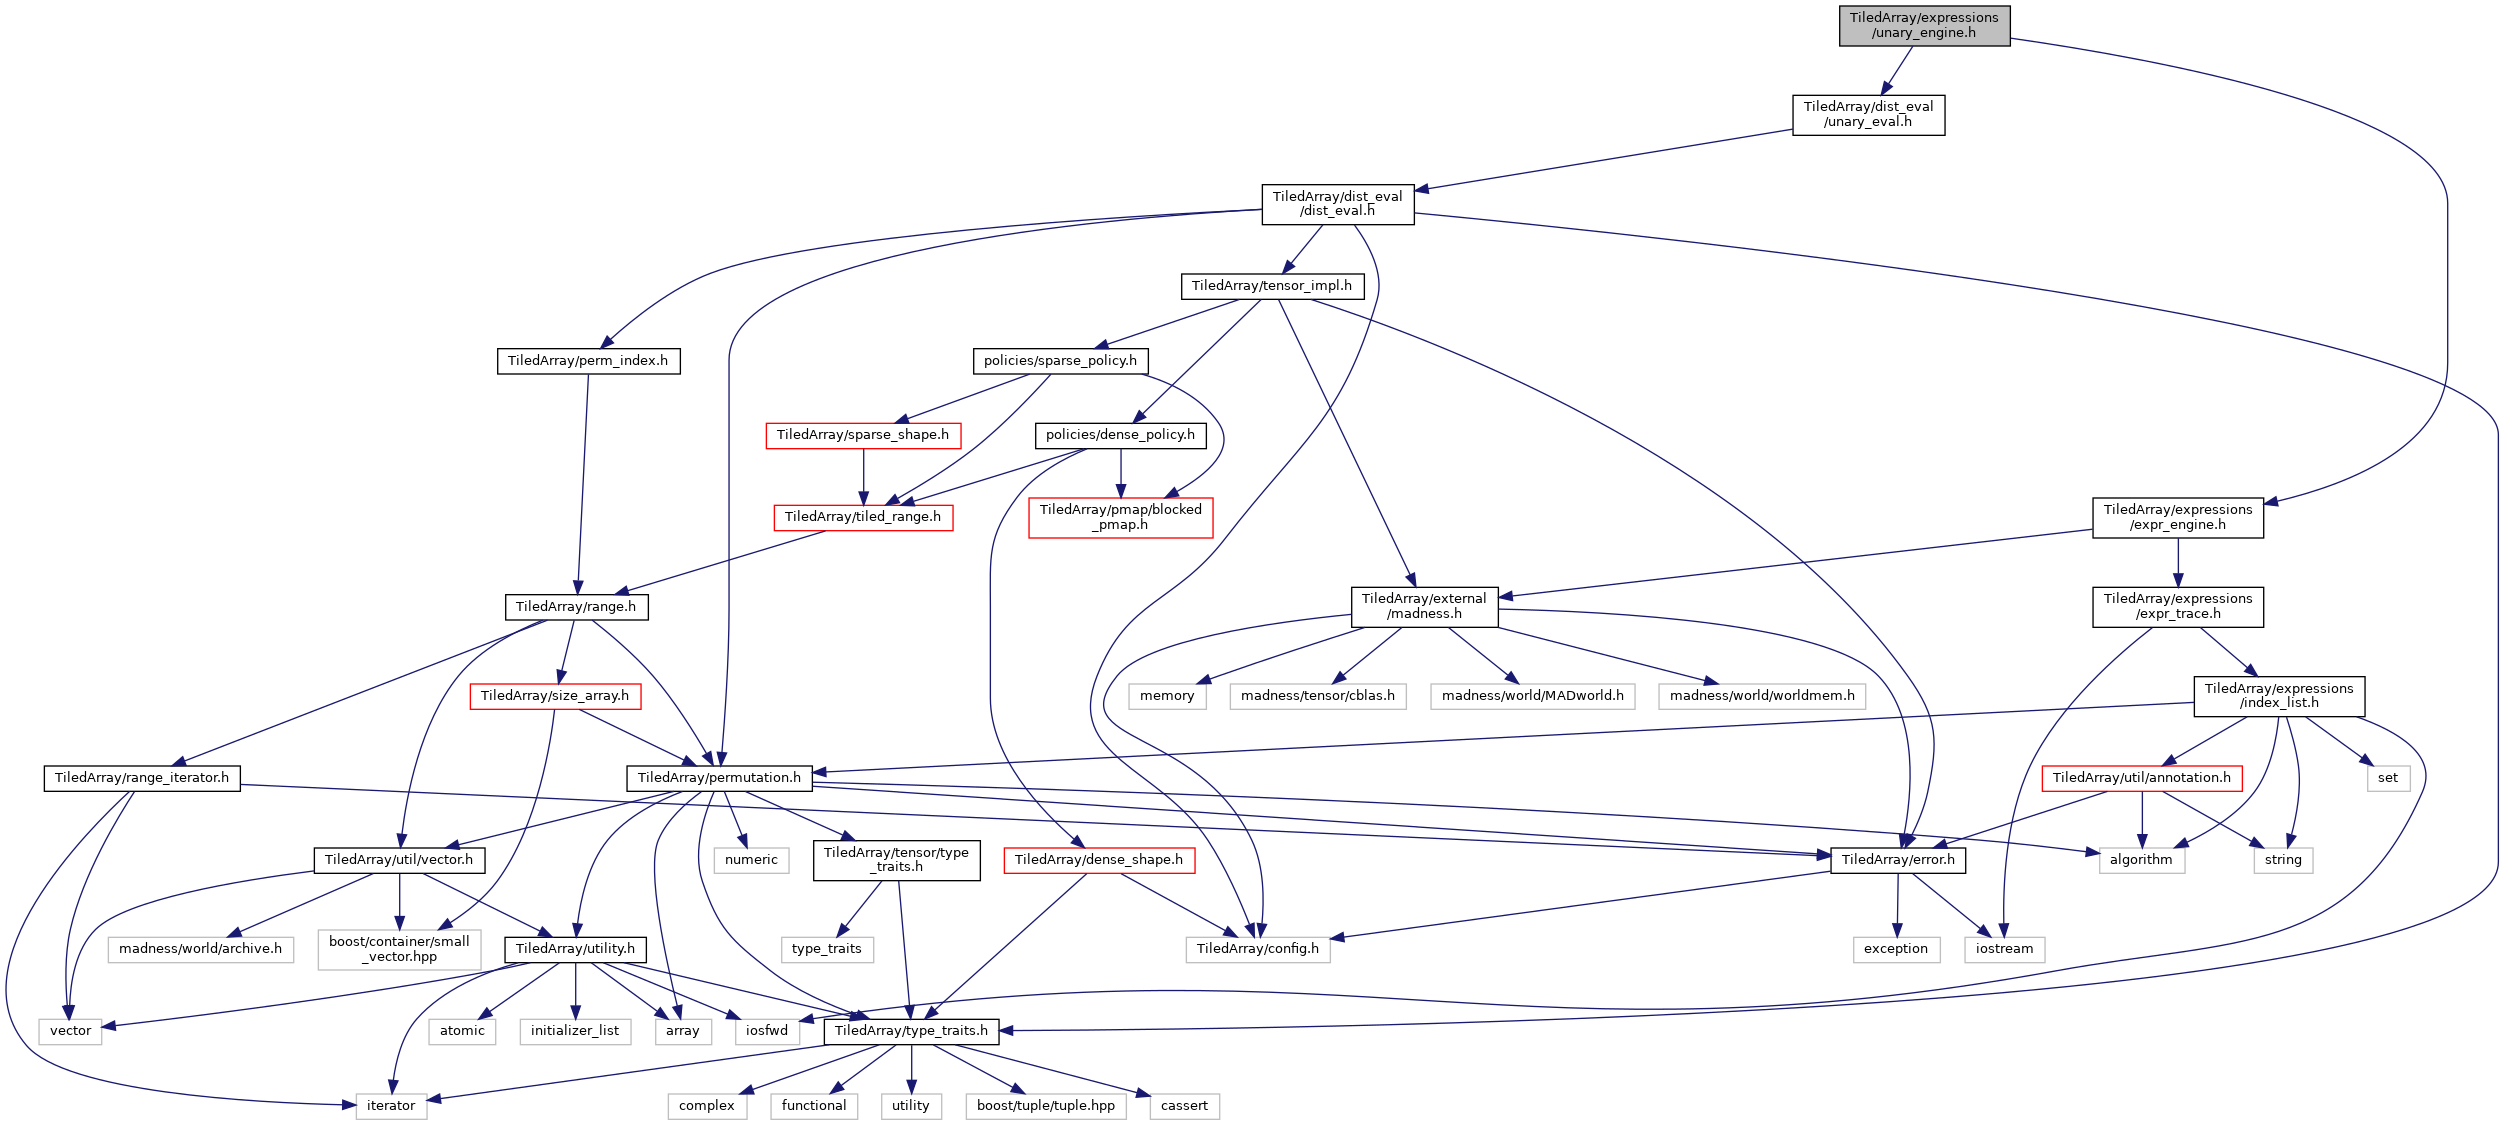 TiledArray/expressions
/unary_engine.h
TiledArray/dist_eval
/unary_eval.h
TiledArray/dist_eval
/dist_eval.h
TiledArray/tensor_impl.h
TiledArray/perm_index.h
policies/sparse_policy.h
TiledArray/sparse_shape.h
policies/dense_policy.h
TiledArray/tiled_range.h
TiledArray/pmap/blocked
_pmap.h
TiledArray/expressions
/expr_engine.h
TiledArray/range.h
TiledArray/external
/madness.h
TiledArray/expressions
/expr_trace.h
TiledArray/size_array.h
memory
madness/tensor/cblas.h
madness/world/MADworld.h
madness/world/worldmem.h
TiledArray/expressions
/index_list.h
TiledArray/range_iterator.h
TiledArray/permutation.h
TiledArray/util/annotation.h
set
TiledArray/util/vector.h
numeric
TiledArray/tensor/type
_traits.h
TiledArray/dense_shape.h
TiledArray/error.h
algorithm
string
madness/world/archive.h
boost/container/small
_vector.hpp
TiledArray/utility.h
type_traits
TiledArray/config.h
exception
iostream
vector
atomic
initializer_list
array
iosfwd
TiledArray/type_traits.h
iterator
complex
functional
utility
boost/tuple/tuple.hpp
cassert